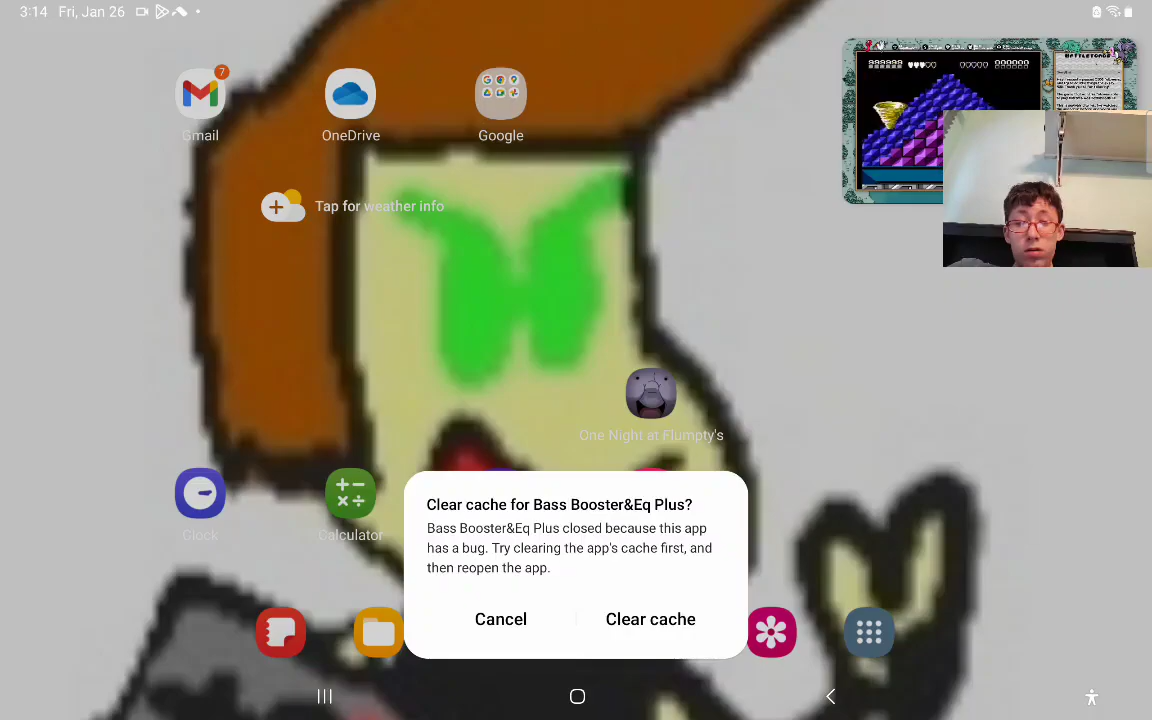 3:14 Fri, Jan 26
7
Gmail
OneDrive
Google
Tap for weather info
One Night at Flumpty's
Clock
Calculator
Clear cache for Bass Booster&Eq Plus?
Bass Booster&Eq Plus closed because this app
has a bug. Try clearing the app's cache first, and
then reopen the app.
Cancel
Clear cache